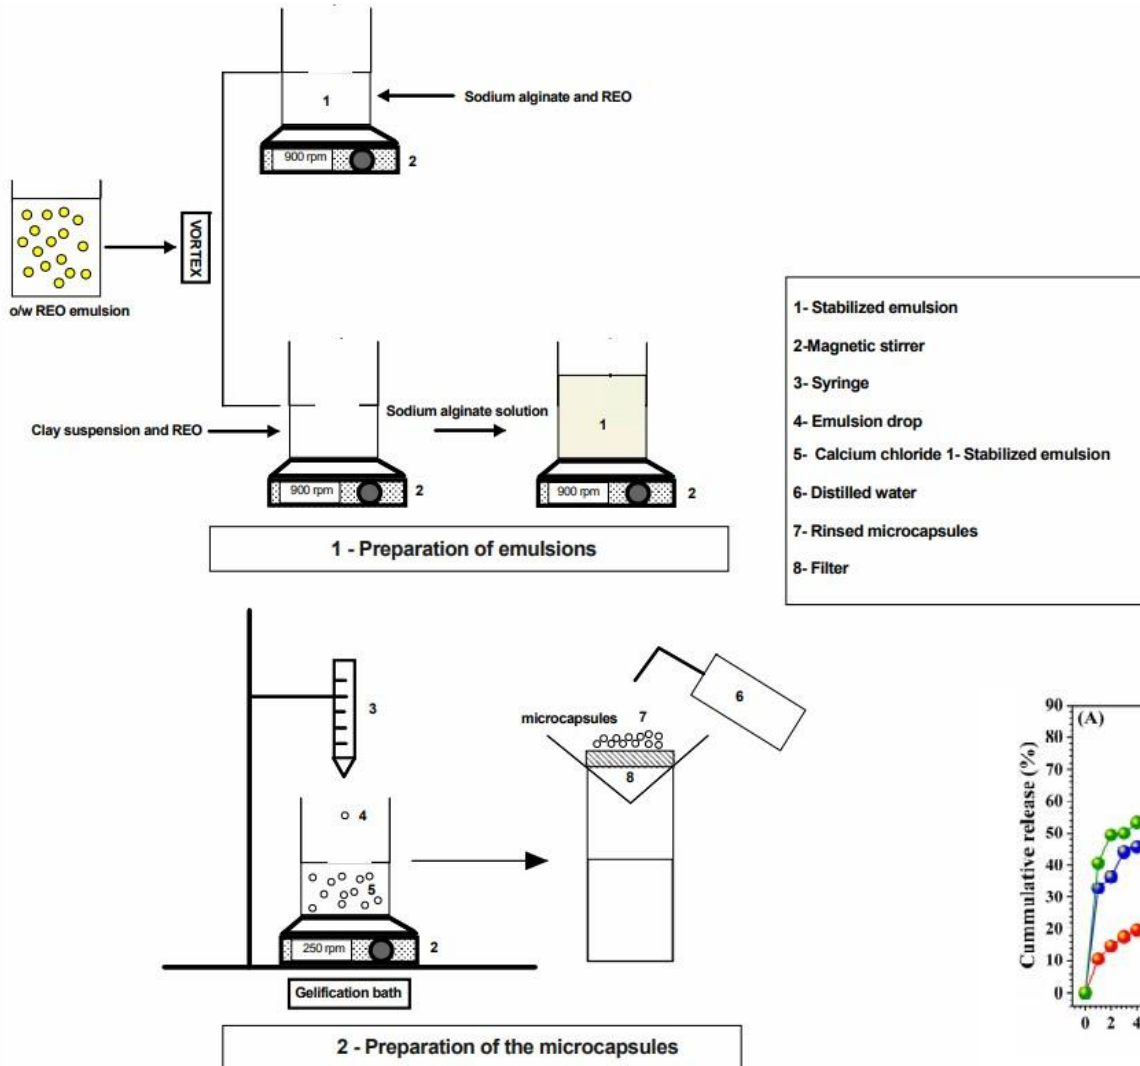 1
Sodium alginate and REO
900 rpm
2
VORTEX
o/w REO emulsion
Clay suspension and REO
900 rpm
2
Sodium alginate solution
1
900 rpm
2
1 - Preparation of emulsions
1- Stabilized emulsion
2-Magnetic stirrer
3- Syringe
4- Emulsion drop
5- Calcium chloride 1- Stabilized emulsion
6- Distilled water
7- Rinsed microcapsules
8- Filter
3
4
5
250 rpm
2
Gelification bath
microcapsules
7
8
6
2 - Preparation of the microcapsules
(A)
Cummulative release (%)
90
80
70
60
50
40
30
20
10
0
0 2 4